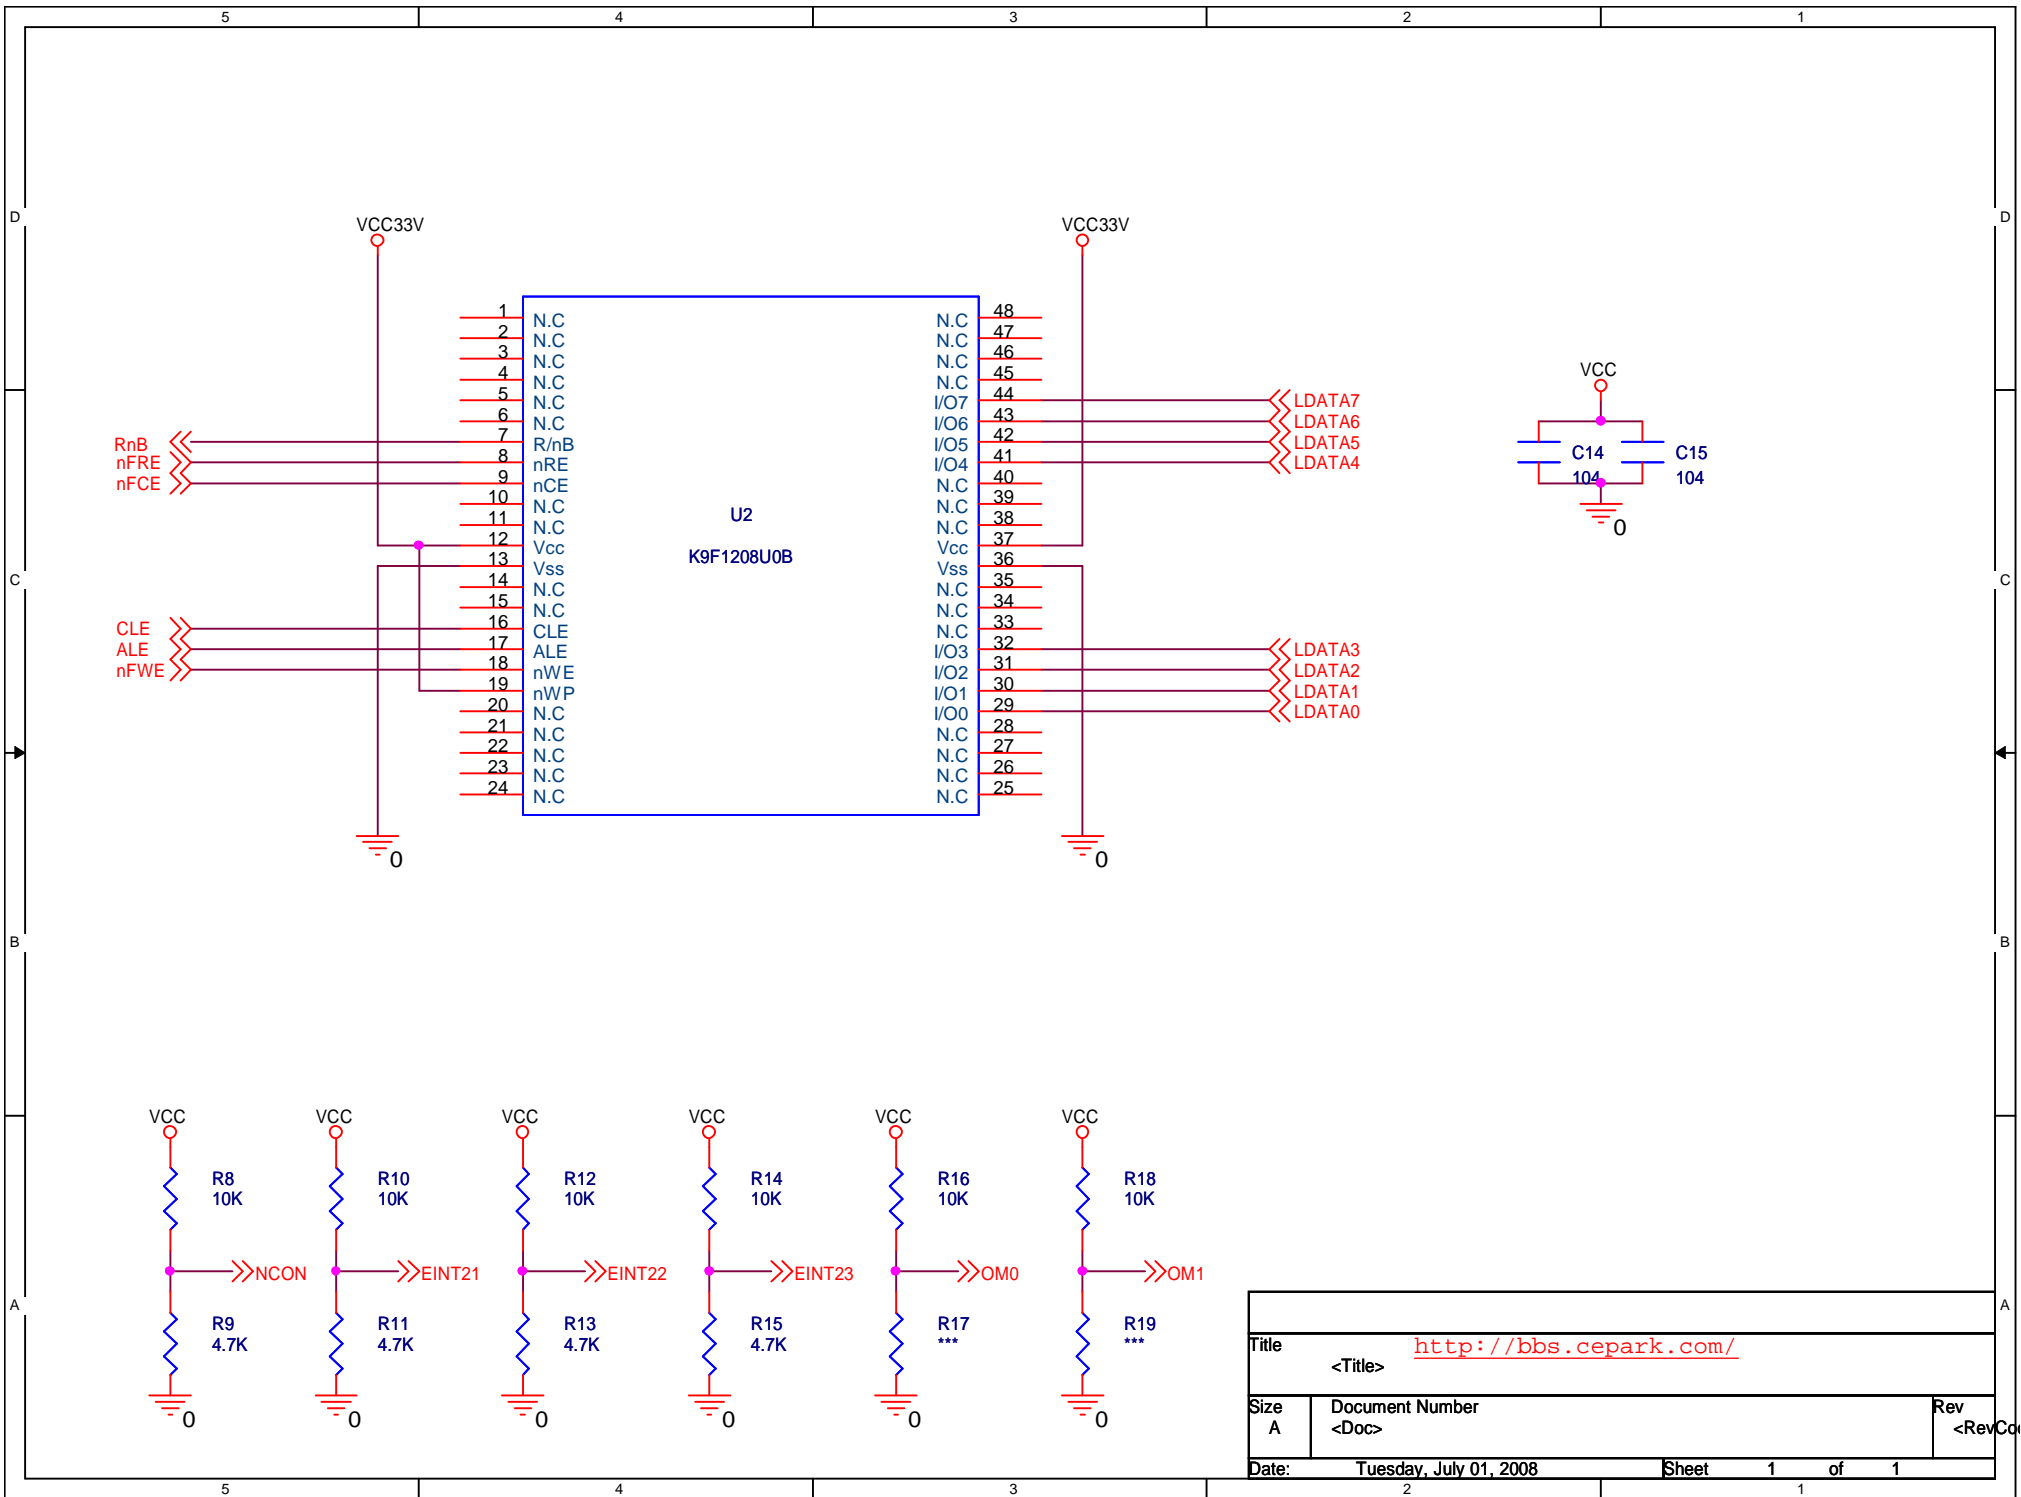 5 4 3 2 1
D D
VCC33V VCC33V
1 N.C N.C 48
2 N.C N.C 47
3 N.C N.C 46
4 N.C N.C 45
5 N.C I/O7 44 LDATA7
6 N.C I/O6 43 LDATA6
RnB 7 R/nB I/O5 42 LDATA5
nFRE 8 nRE I/O4 41 LDATA4
nFCE 9 nCE N.C 40
10 N.C N.C 39
11 N.C N.C 38
12 Vcc Vcc 37
13 Vss Vss 36
14 N.C N.C 35
15 N.C N.C 34
CLE 16 CLE N.C 33
ALE 17 ALE I/O3 32 LDATA3
nFWE 18 nWE I/O2 31 LDATA2
19 nWP I/O1 30 LDATA1
20 N.C I/O0 29 LDATA0
21 N.C N.C 28
22 N.C N.C 27
23 N.C N.C 26
24 N.C N.C 25
U2
K9F1208U0B
0 0
VCC
C14 C15
104 104
0
C C
B B
VCC VCC VCC VCC VCC VCC
R8 R10 R12 R14 R16 R18
10K 10K 10K 10K 10K 10K
NCON EINT21 EINT22 EINT23 OM0 OM1
R9 R11 R13 R15 R17 R19
4.7K 4.7K 4.7K 4.7K *** ***
0 0 0 0 0 0
A A
Title http://bbs.cepark.com/
<Title>
Size Document Number Rev
A <Doc> <RevCo
Date: Tuesday, July 01, 2008 Sheet 1 of 1
5 4 3 2 1